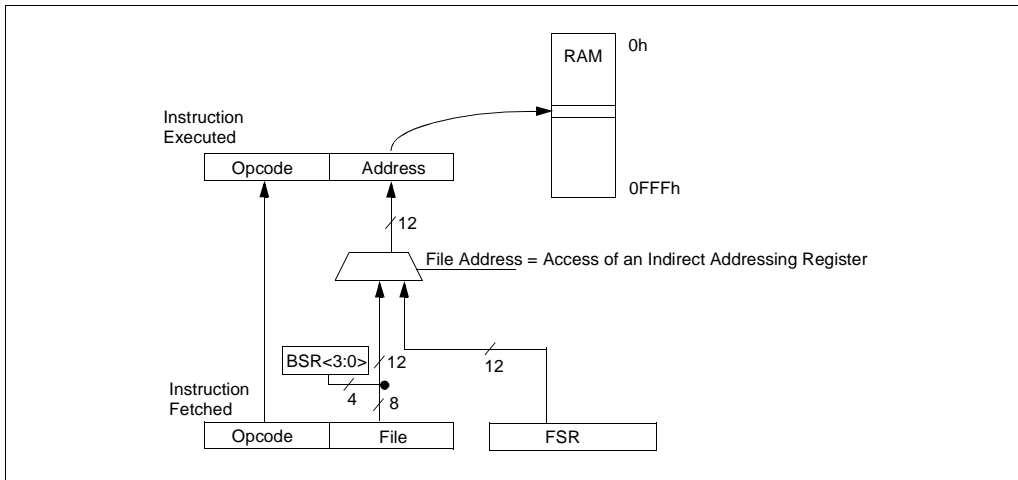 0h
RAM
Instruction
Executed
Opcode Address
0FFFh
12
File Address = Access of an Indirect Addressing Register
BSR<3:0>
12
12
4
8
Instruction
Fetched
Opcode File
FSR